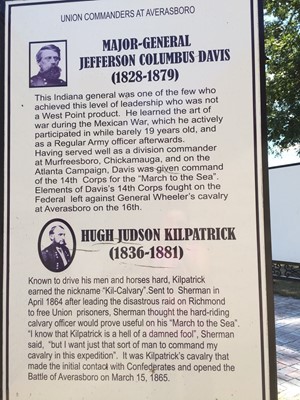 UNION COMMANDERS AT AVERASBORO
MAJOR-GENERAL
JEFFERSON COLUMBUS DAVIS
(1828-1879)
This Indiana general was one of the few who
achieved this level of leadership who was not
a West Point product. He learned the art of
war during the Mexican War, which he actively
participated in while barely 19 years old, and
as a Regular Army officer afterwards.
Having served well as a division commander
at Murfreesboro, Chickamauga, and on the
Atlanta Campaign, Davis was given command
of the 14th Corps for the "March to the Sea".
Elements of Davis's 14th Corps fought on the
Federal left against General Wheeler's cavalry
at Averasboro on the 16th.
HUGH JUDSON KILPATRICK
(1836-1881)
Known to drive his men and horses hard, Kilpatrick
earned the nickname "Kil-Calvary".Sent to Sherman in
April 1864 after leading the disastrous raid on Richmond
to free Union prisoners, Sherman thought the hard-riding
calvary officer would prove useful on his "March to the Sea".
"I know that Kilpatrick is a hell of a damned fool", Sherman
said, "but I want just that sort of man to command my
cavalry in this expedition". It was Kilpatrick's cavalry that
made the initial contact with Confederates and opened the
Battle of Averasboro on March 15, 1865.